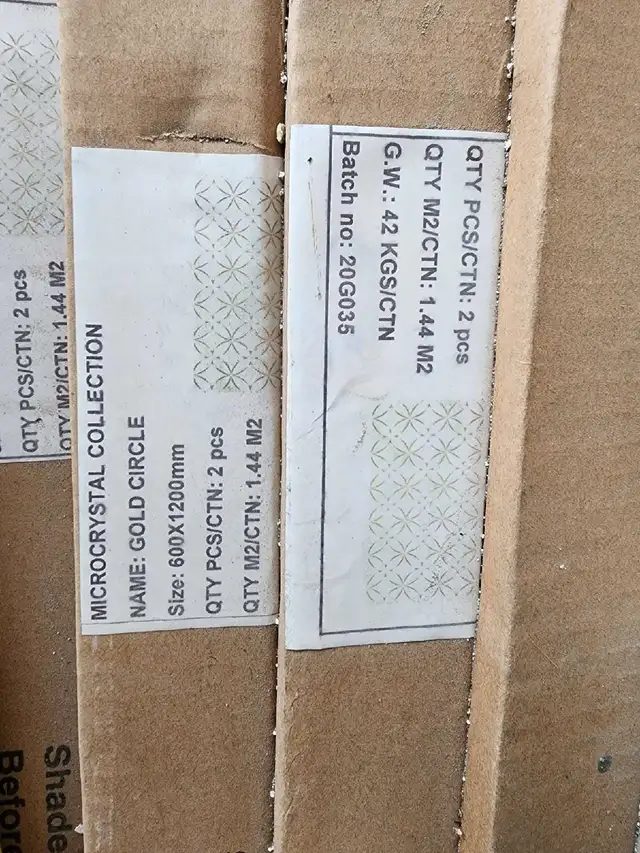 QTY PCS/CTN: 2 pcs
QTY M2/CTN: 1.44 M2
MICROCRYSTAL COLLECTION
NAME: GOLD CIRCLE
Size: 600X1200mm
QTY PCS/CTN: 2 pcs
QTY M2/CTN: 1.44 M2
QTY PCS/CTN: 2 pcs
QTY M2/CTN: 1.44 M2
G.W.: 42 KGS/CTN
Batch no: 20G035
Shade
Before